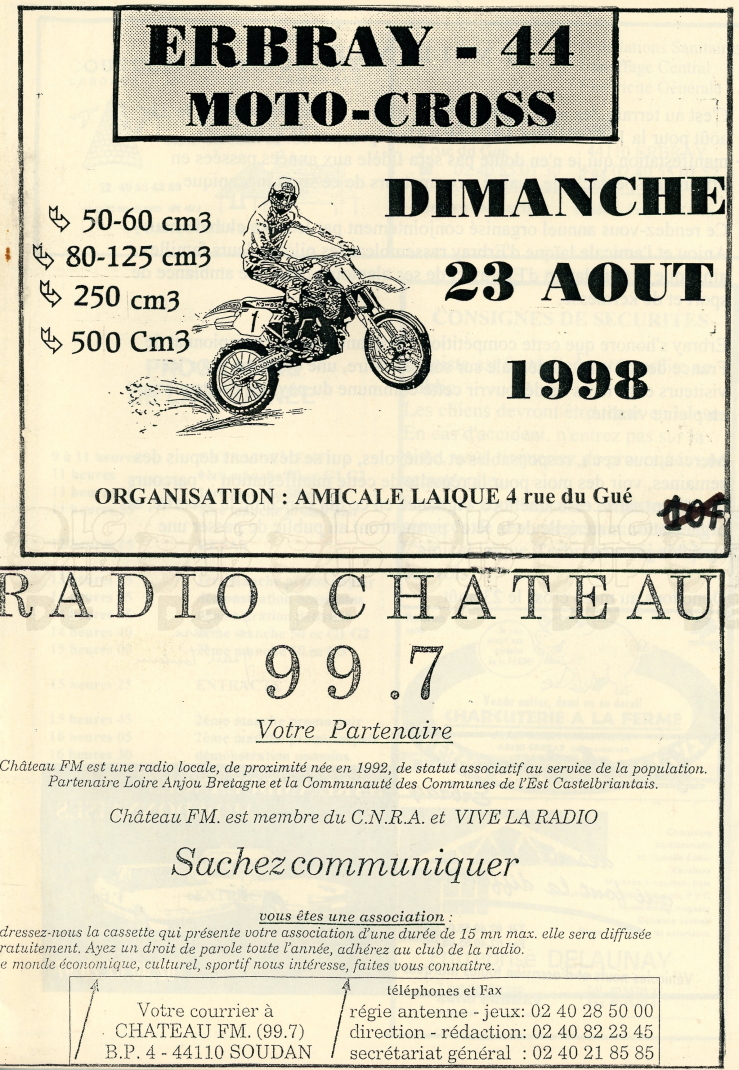 ERBRAY - 44
MOTO-CROSS
50-60 cm3
80-125 cm3
250 cm3
500 Cm3
1
DIMANCHE
23 AOUT
1998
ORGANISATION : AMICALE LAIQUE 4 rue du Gué
10F
RADIO CHATEAU
99.7
Votre Partenaire
Château FM est une radio locale, de proximité née en 1992, de statut associatif au service de la population.
Partenaire Loire Anjou Bretagne et la Communauté des Communes de l'Est Castelbriantais.
Château FM. est membre du C.N.R.A. et VIVE LA RADIO
Sachez communiquer
vous êtes une association :
dressez-nous la cassette qui présente votre association d'une durée de 15 mn max. elle sera diffusée
ratuitement. Ayez un droit de parole toute l'année, adhérez au club de la radio.
e monde économique, culturel, sportif nous intéresse, faites vous connaître.
Votre courrier à
CHATEAU FM. (99.7)
B.P. 4 - 44110 SOUDAN
téléphones et Fax
régie antenne - jeux: 02 40 28 50 00
direction - rédaction: 02 40 82 23 45
secrétariat général : 02 40 21 85 85